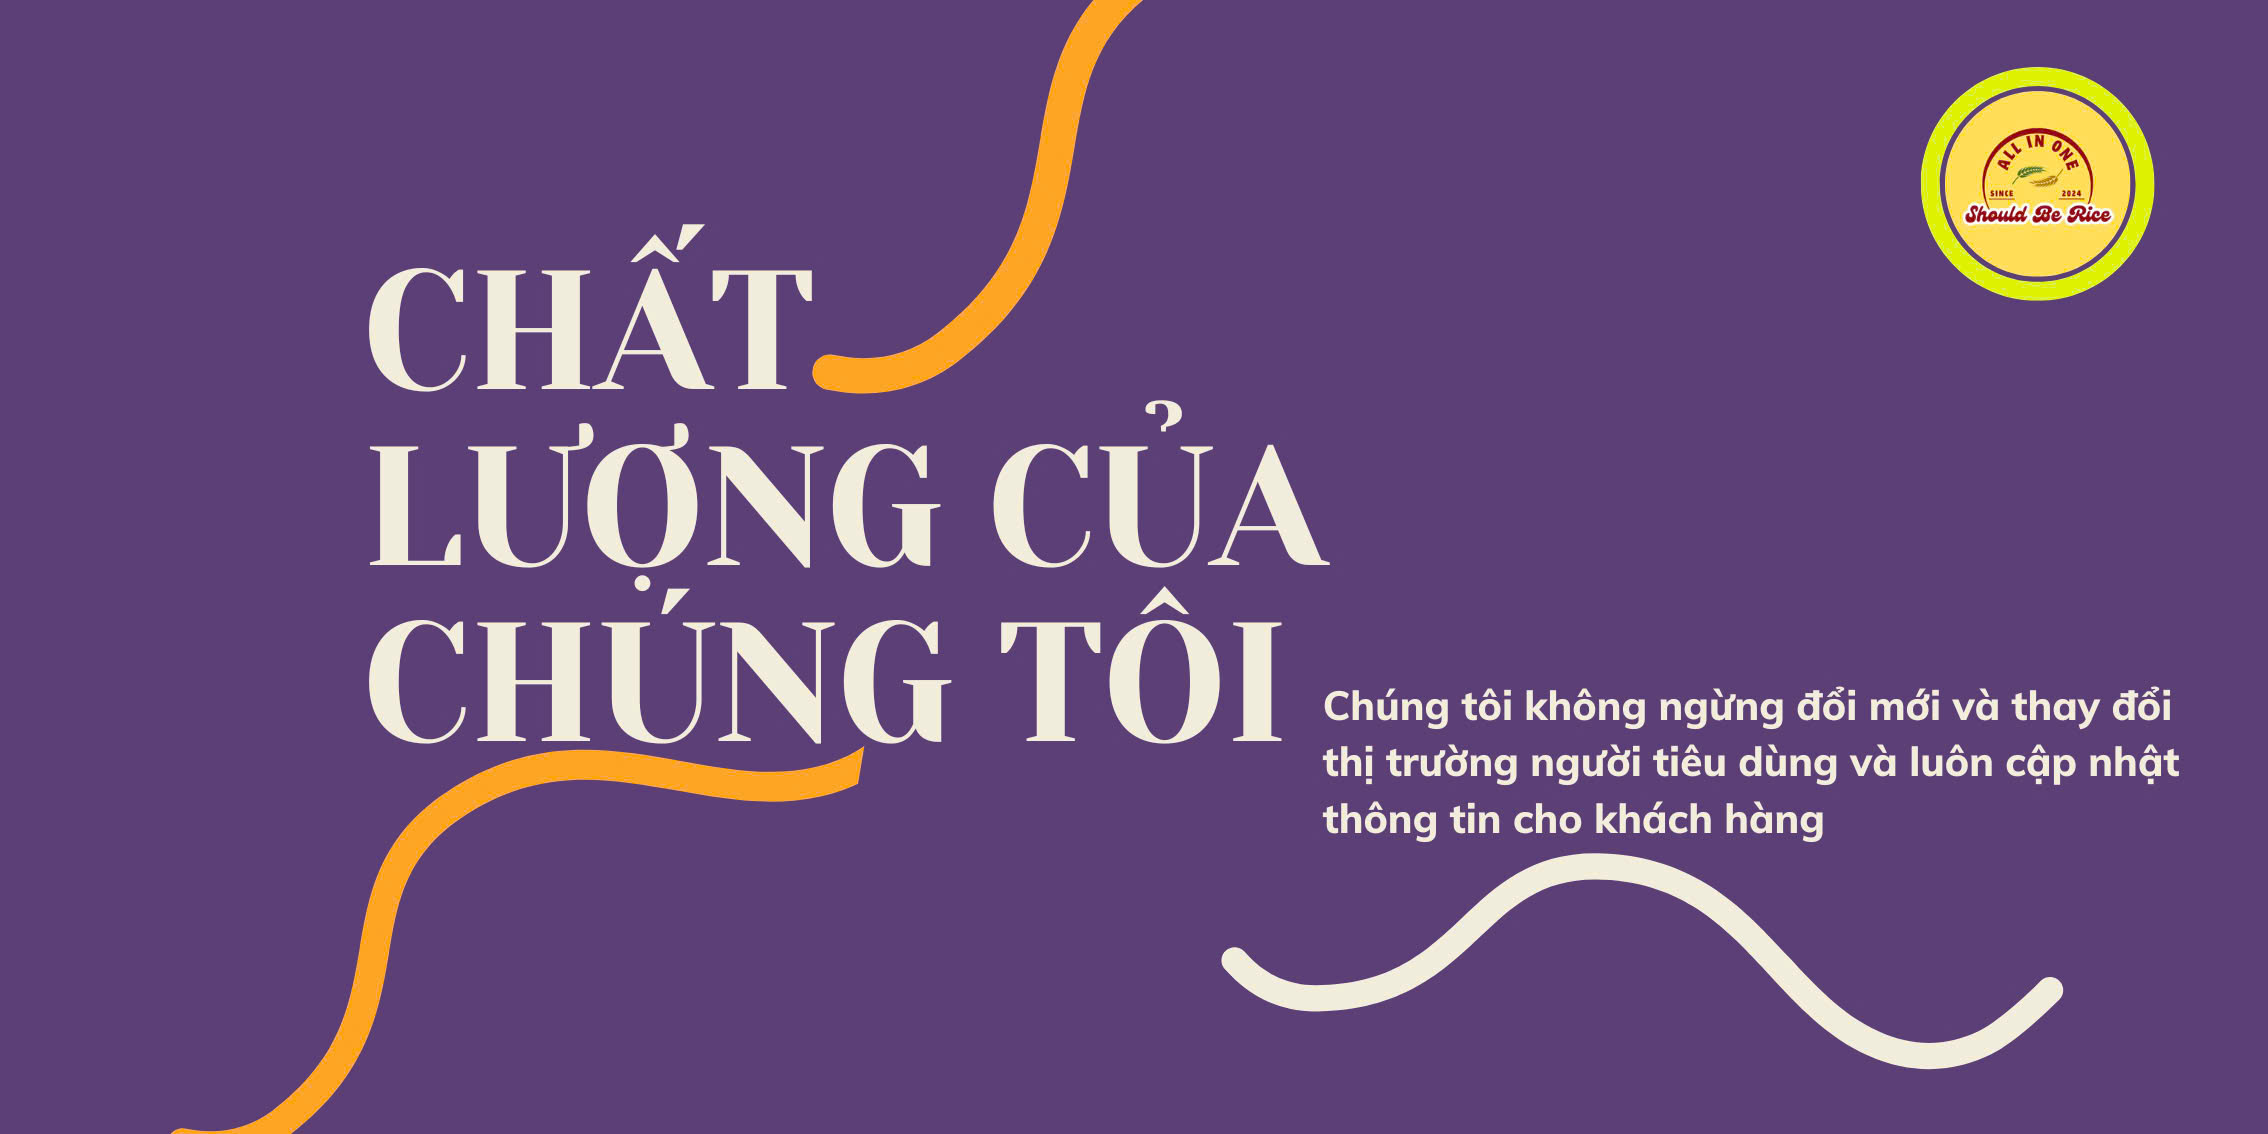 ALL IN ONE
SINCE 2024
Should Be Rice
CHẤT
LƯỢNG CỦA
CHÚNG TÔI
Chúng tôi không ngừng đổi mới và thay đổi
thị trường người tiêu dùng và luôn cập nhật
thông tin cho khách hàng